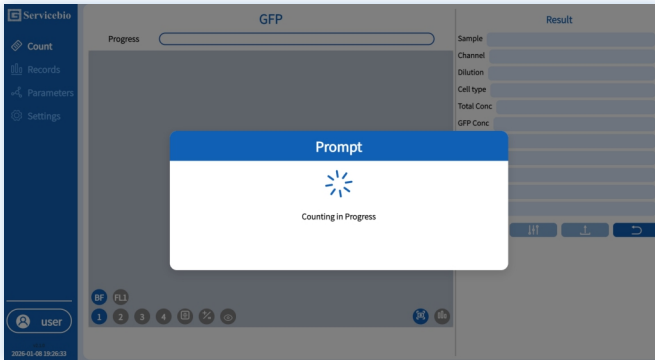 Servicebio
GFP
Result
Count
Records
Parameters
Settings
Progress
Sample
Channel
Dilution
Cell type
Total Conc
GFP Conc
Prompt
Counting in Progress
BF FL1
1 2 3 4
user
2026-01-08 19:26:33